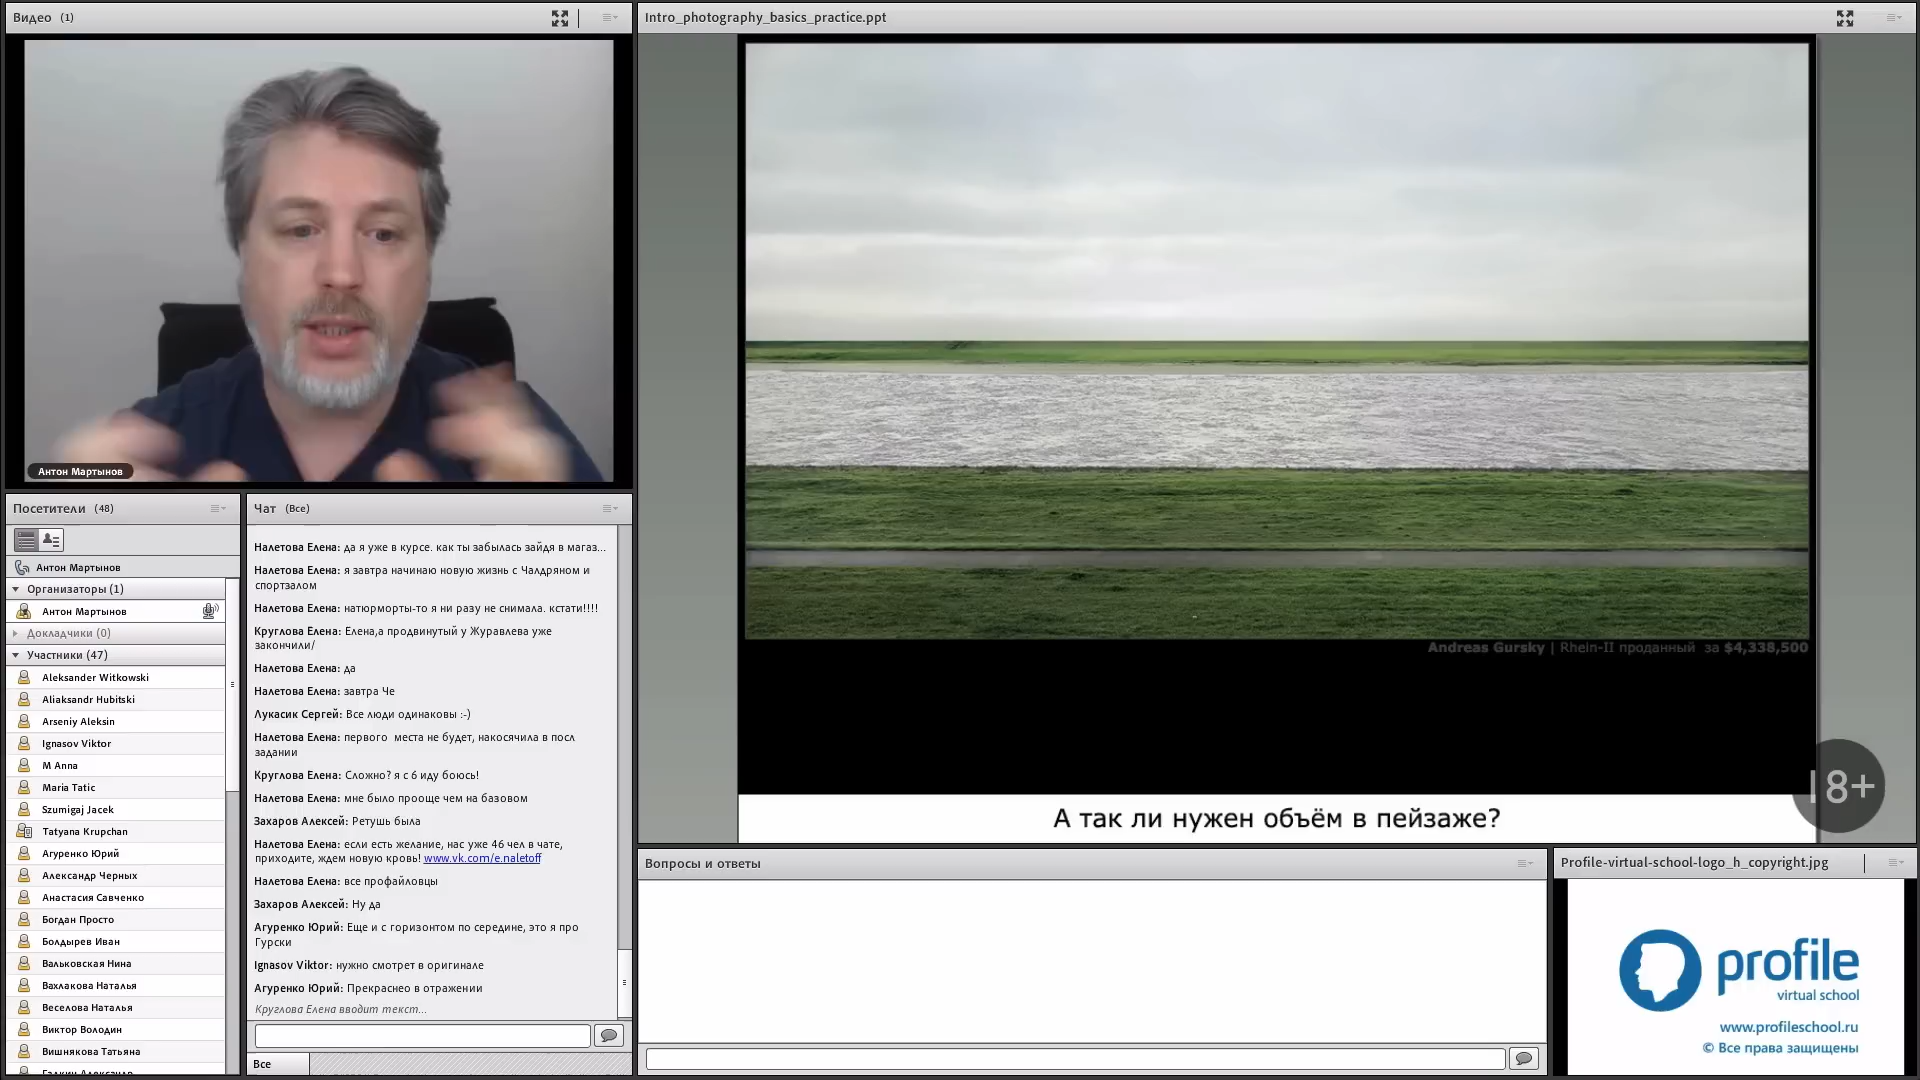 Видео (1)
Антон Мартынов
Посетители (48)
Антон Мартынов
Организаторы (1)
Антон Мартынов
Докладчики (0)
Участники (47)
Aleksander Witkowski
Aliaksandr Hubitski
Arseniy Aleksin
Ignasov Viktor
M Anna
Maria Tatic
Szumigaj Jacek
Tatyana Krupchan
Агуренко Юрий
Александр Черных
Анастасия Савченко
Богдан Просто
Болдырев Иван
Вальковская Нина
Вахлакова Наталья
Веселова Наталья
Виктор Володин
Вишнякова Татьяна
Галкин Александр
Чат (Все)
Налетова Елена: да я уже в курсе. как ты забылась зайдя в магаз...
Налетова Елена: я завтра начинаю новую жизнь с Чалдряном и
спортзалом
Налетова Елена: натюрморты-то я ни разу не снимала. кстати!!!!
Круглова Елена: Елена,а продвинутый у Журавлева уже
закончили/
Налетова Елена: да
Налетова Елена: завтра Че
Лукасик Сергей: Все люди одинаковы :-)
Налетова Елена: первого места не будет, накосячила в посл
задании
Круглова Елена: Сложно? я с 6 иду боюсь!
Налетова Елена: мне было прооще чем на базовом
Захаров Алексей: Ретушь была
Налетова Елена: если есть желание, нас уже 46 чел в чате,
приходите, ждем новую кровь! www.vk.com/e.naletoff
Налетова Елена: все профайловцы
Захаров Алексей: Ну да
Агуренко Юрий: Еще и с горизонтом по середине, это я про
Гурски
Ignasov Viktor: нужно смотрет в оригинале
Агуренко Юрий: Прекраснео в отражении
Круглова Елена вводит текст...
Все
Intro_photography_basics_practice.ppt
Andreas Gursky | Rhein-II проданный за $4,338,500
А так ли нужен объём в пейзаже?
18+
Вопросы и ответы
Profile-virtual-school-logo_h_copyright.jpg
profile
virtual school
www.profileschool.ru
© Все права защищены